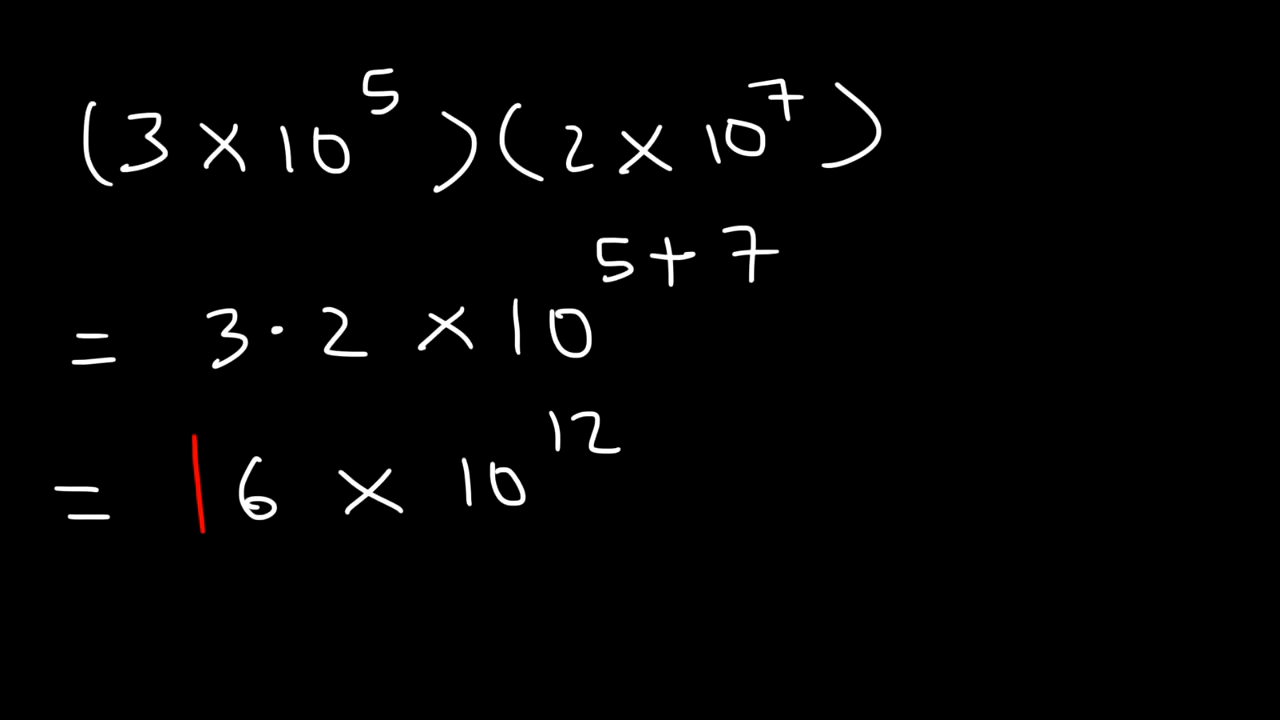 (3 × 10⁵)(2 × 10⁷)
= 3 · 2 × 10⁵⁺⁷
= | 6 × 10¹²